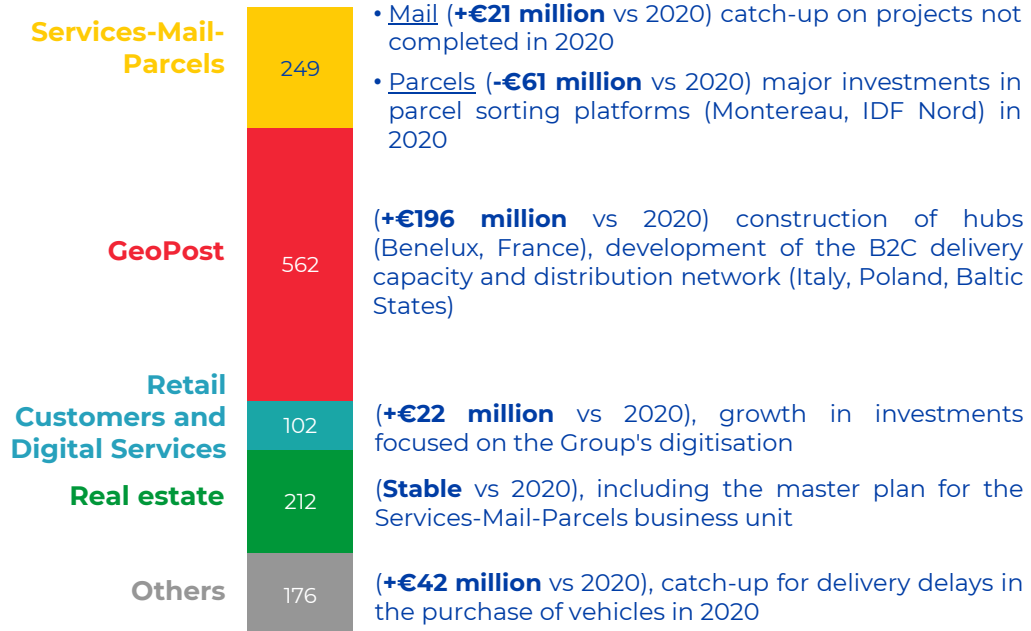 Services-Mail-
Parcels
249
• Mail (+€21 million vs 2020) catch-up on projects not
completed in 2020
• Parcels (-€61 million vs 2020) major investments in
parcel sorting platforms (Montereau, IDF Nord) in
2020
GeoPost
562
(+€196 million vs 2020) construction of hubs
(Benelux, France), development of the B2C delivery
capacity and distribution network (Italy, Poland, Baltic
States)
Retail
Customers and
Digital Services
102
(+€22 million vs 2020), growth in investments
focused on the Group's digitisation
Real estate
212
(Stable vs 2020), including the master plan for the
Services-Mail-Parcels business unit
Others
176
(+€42 million vs 2020), catch-up for delivery delays in
the purchase of vehicles in 2020